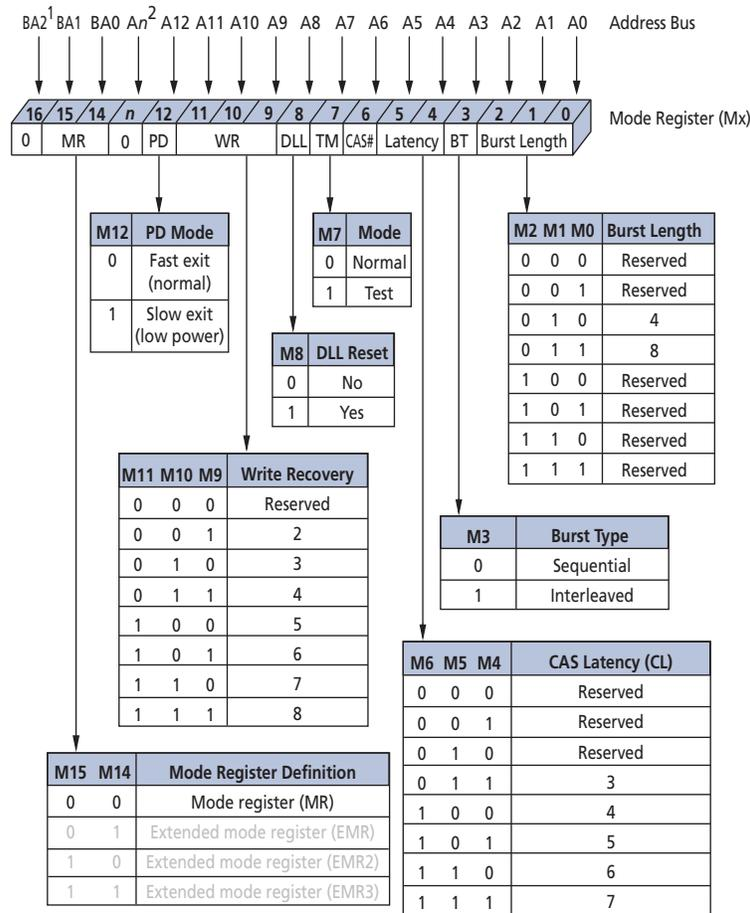 BA2¹ BA1 BA0 An² A12 A11 A10 A9 A8 A7 A6 A5 A4 A3 A2 A1 A0 Address Bus
16 15 14 n 12 11 10 9 8 7 6 5 4 3 2 1 0 Mode Register (Mx)
0 MR 0 PD WR DLL TM CAS# Latency BT Burst Length
M12 PD Mode
0 Fast exit
(normal)
1 Slow exit
(low power)
M7 Mode
0 Normal
1 Test
M2 M1 M0 Burst Length
0 0 0 Reserved
0 0 1 Reserved
0 1 0 4
0 1 1 8
1 0 0 Reserved
1 0 1 Reserved
1 1 0 Reserved
1 1 1 Reserved
M8 DLL Reset
0 No
1 Yes
M11 M10 M9 Write Recovery
0 0 0 Reserved
0 0 1 2
0 1 0 3
0 1 1 4
1 0 0 5
1 0 1 6
1 1 0 7
1 1 1 8
M3 Burst Type
0 Sequential
1 Interleaved
M6 M5 M4 CAS Latency (CL)
0 0 0 Reserved
0 0 1 Reserved
0 1 0 Reserved
0 1 1 3
1 0 0 4
1 0 1 5
1 1 0 6
1 1 1 7
M15 M14 Mode Register Definition
0 0 Mode register (MR)
0 1 Extended mode register (EMR)
1 0 Extended mode register (EMR2)
1 1 Extended mode register (EMR3)